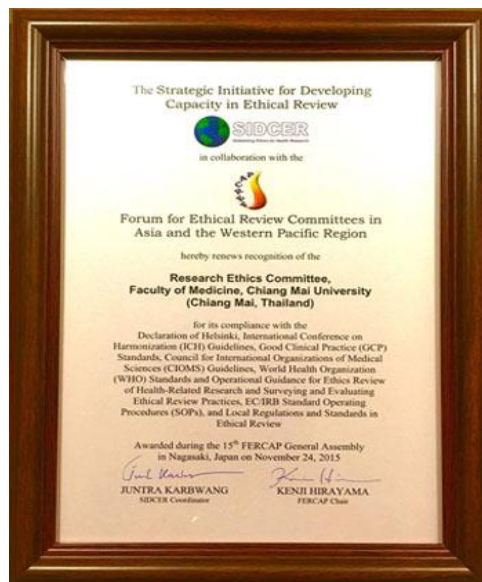 The Strategic Initiative for Developing
Capacity in Ethical Review
SIDCER
in collaboration with the
FERCAP
Forum for Ethical Review Committees in
Asia and the Western Pacific Region
hereby renews recognition of the
Research Ethics Committee,
Faculty of Medicine, Chiang Mai University
(Chiang Mai, Thailand)
for its compliance with the
Declaration of Helsinki, International Conference on
Harmonization (ICH) Guidelines, Good Clinical Practice (GCP)
Standards, Council for International Organizations of Medical
Sciences (CIOMS) Guidelines, World Health Organization
(WHO) Standards and Operational Guidance for Ethics Review
of Health-Related Research and Surveying and Evaluating
Ethical Review Practices, EC/IRB Standard Operating
Procedures (SOPs), and Local Regulations and Standards in
Ethical Review
Awarded during the 15th FERCAP General Assembly
in Nagasaki, Japan on November 24, 2015
JUNTRA KARBWANG
SIDCER Coordinator
KENJI HIRAYAMA
FERCAP Chair